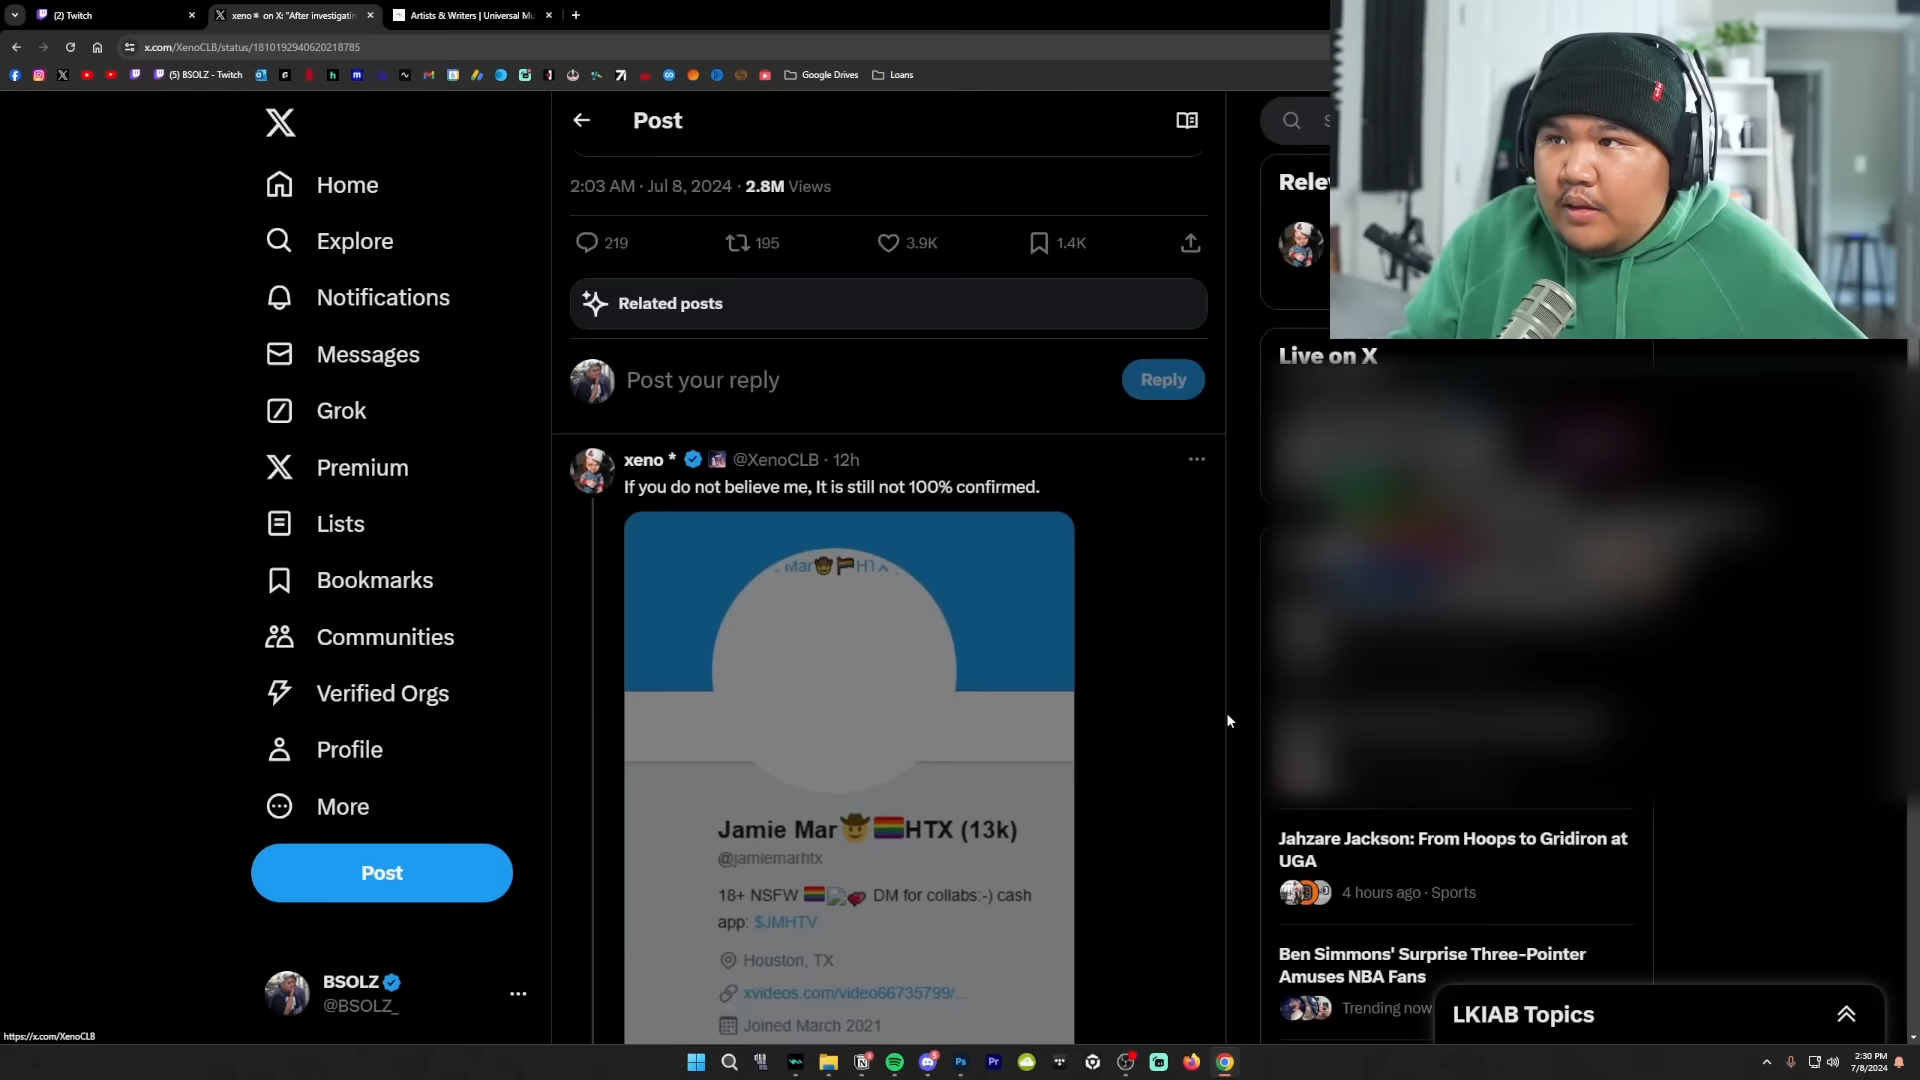 (2) Twitch
xeno * on X: "After investigatin
Artists & Writers | Universal Mu
x.com/XenoCLB/status/1810192940620218785
(5) BSOLZ - Twitch
Google Drives
Loans
Home
Explore
Notifications
Messages
Grok
Premium
Lists
Bookmarks
Communities
Verified Orgs
Profile
More
Post
BSOLZ
@BSOLZ_
https://x.com/XenoCLB
Post
2:03 AM · Jul 8, 2024 · 2.8M Views
219
195
3.9K
1.4K
Related posts
Post your reply
Reply
xeno * @XenoCLB · 12h
If you do not believe me, It is still not 100% confirmed.
Jamie Mar🤠🏳️‍🌈HTX (13k)
@jamiemarhtx
18+ NSFW 🏳️‍🌈 💘 DM for collabs:-) cash
app: $JMHTV
Houston, TX
xvideos.com/video66735799/...
Joined March 2021
Rele
Live on X
Jahzare Jackson: From Hoops to Gridiron at
UGA
4 hours ago · Sports
Ben Simmons' Surprise Three-Pointer
Amuses NBA Fans
Trending now
LKIAB Topics
2:30 PM
7/8/2024